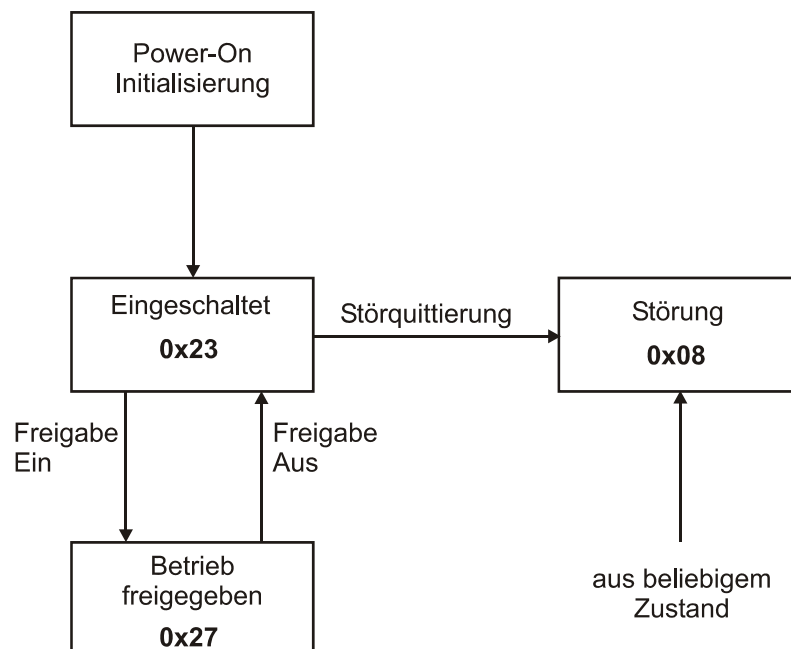 Power-On
Initialisierung
Eingeschaltet
0x23
Störquittierung
Störung
0x08
Freigabe
Ein
Freigabe
Aus
Betrieb
freigegeben
0x27
aus beliebigem
Zustand